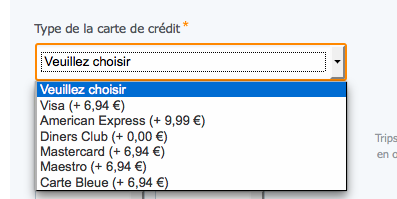 Type de la carte de crédit *
Veuillez choisir
Veuillez choisir
Visa (+ 6,94 €)
American Express (+ 9,99 €)
Diners Club (+ 0,00 €)
Mastercard (+ 6,94 €)
Maestro (+ 6,94 €)
Carte Bleue (+ 6,94 €)
Trips
en o